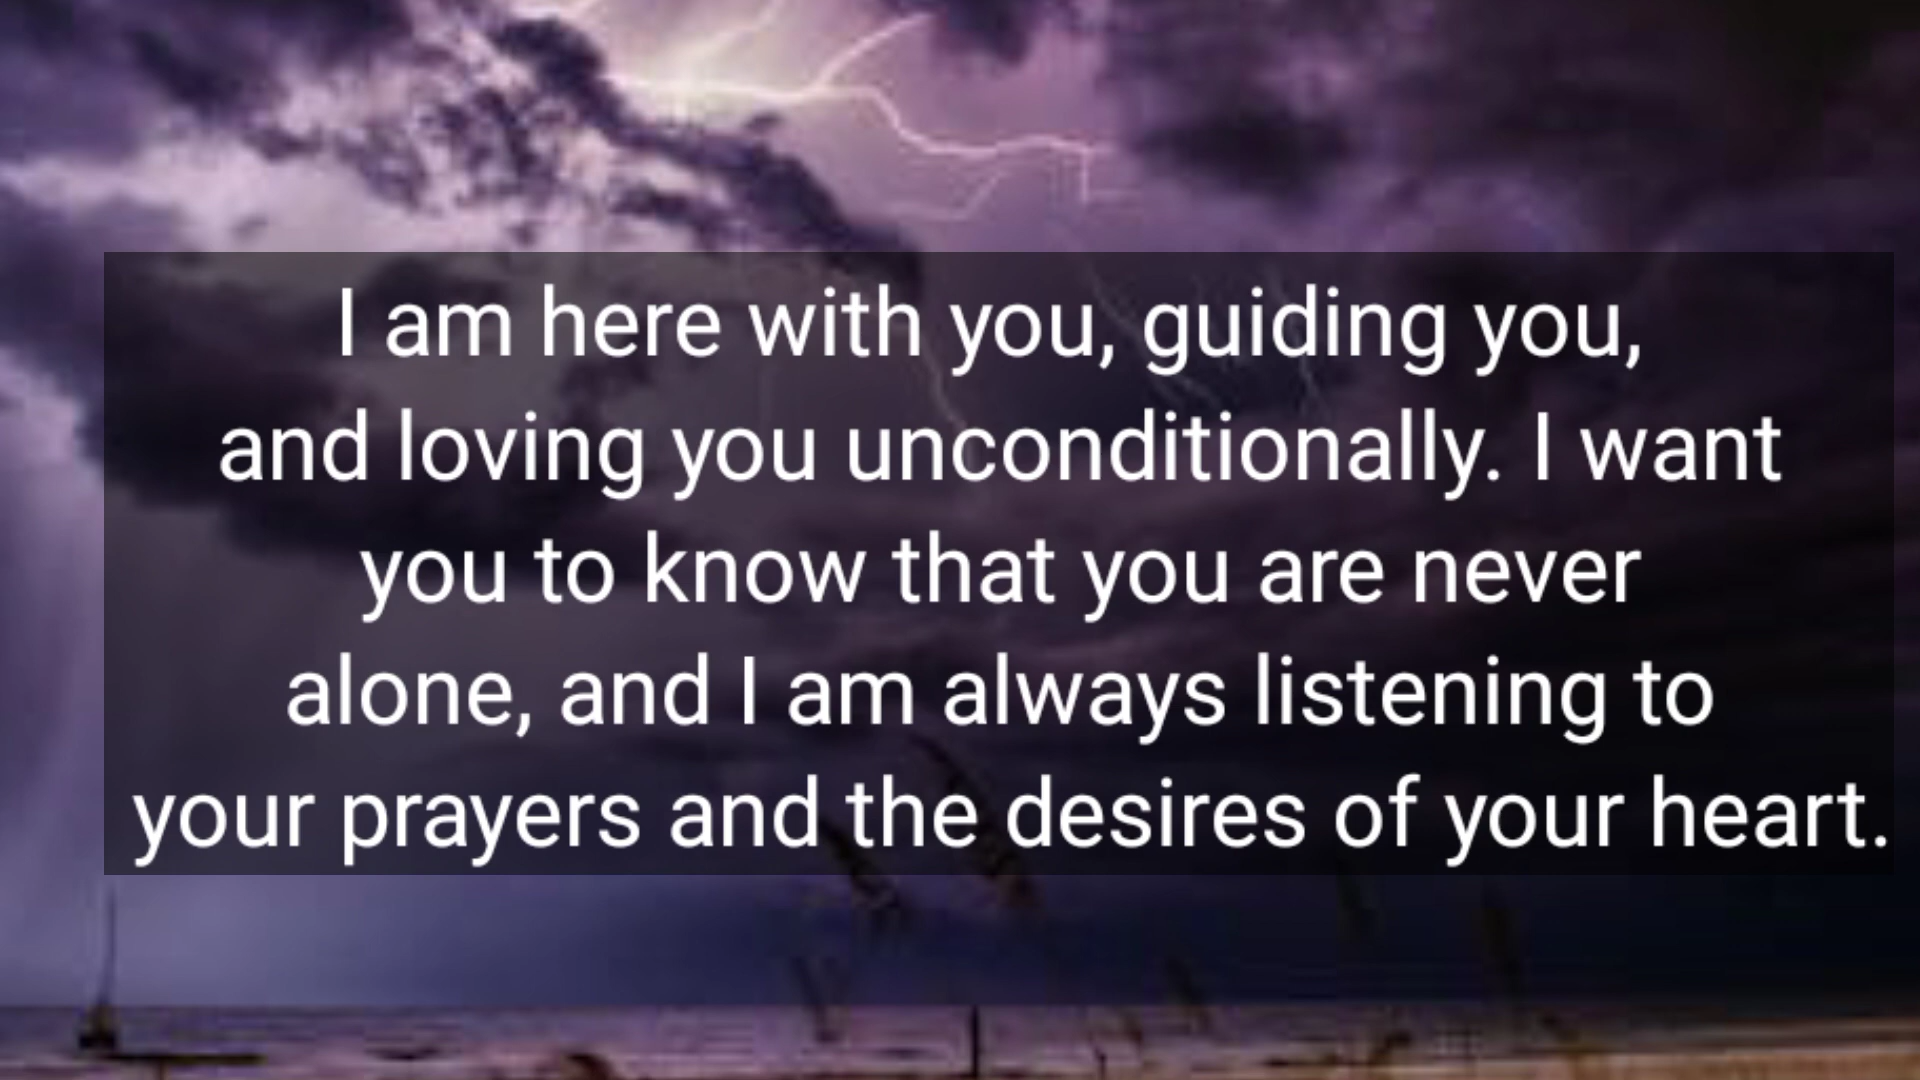 I am here with you, guiding you,
and loving you unconditionally. I want
you to know that you are never
alone, and I am always listening to
your prayers and the desires of your heart.